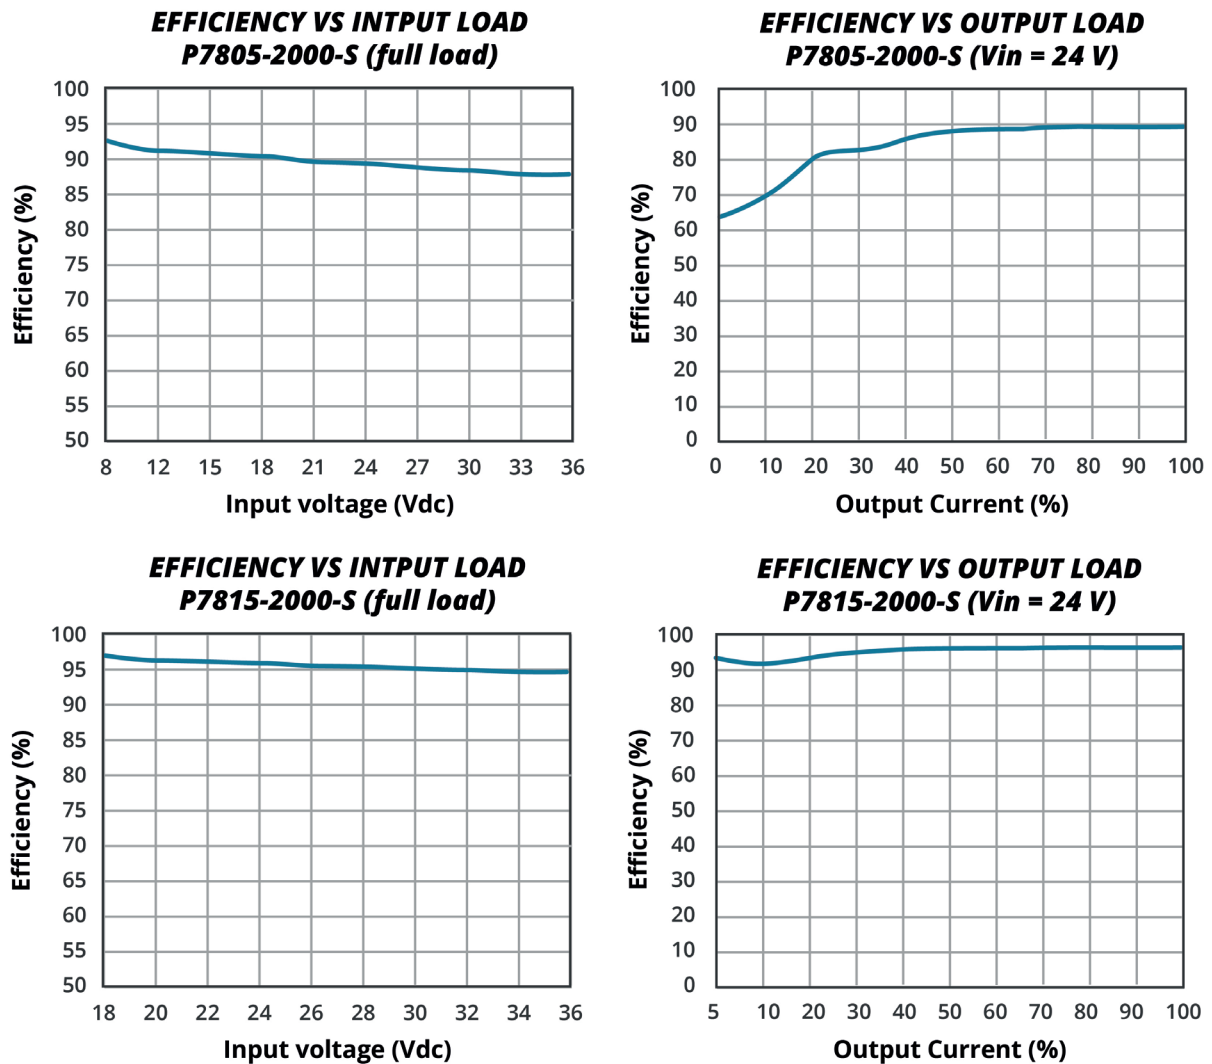 EFFICIENCY VS INTPUT LOAD
P7805-2000-S (full load)
Efficiency (%)
100
95
90
85
80
75
70
65
60
55
50
8 12 15 18 21 24 27 30 33 36
Input voltage (Vdc)
EFFICIENCY VS OUTPUT LOAD
P7805-2000-S (Vin = 24 V)
Efficiency (%)
100
90
80
70
60
50
40
30
20
10
0
0 10 20 30 40 50 60 70 80 90 100
Output Current (%)
EFFICIENCY VS INTPUT LOAD
P7815-2000-S (full load)
Efficiency (%)
100
95
90
85
80
75
70
65
60
55
50
18 20 22 24 26 28 30 32 34 36
Input voltage (Vdc)
EFFICIENCY VS OUTPUT LOAD
P7815-2000-S (Vin = 24 V)
Efficiency (%)
100
90
80
70
60
50
40
30
20
10
0
5 10 20 30 40 50 60 70 80 90 100
Output Current (%)